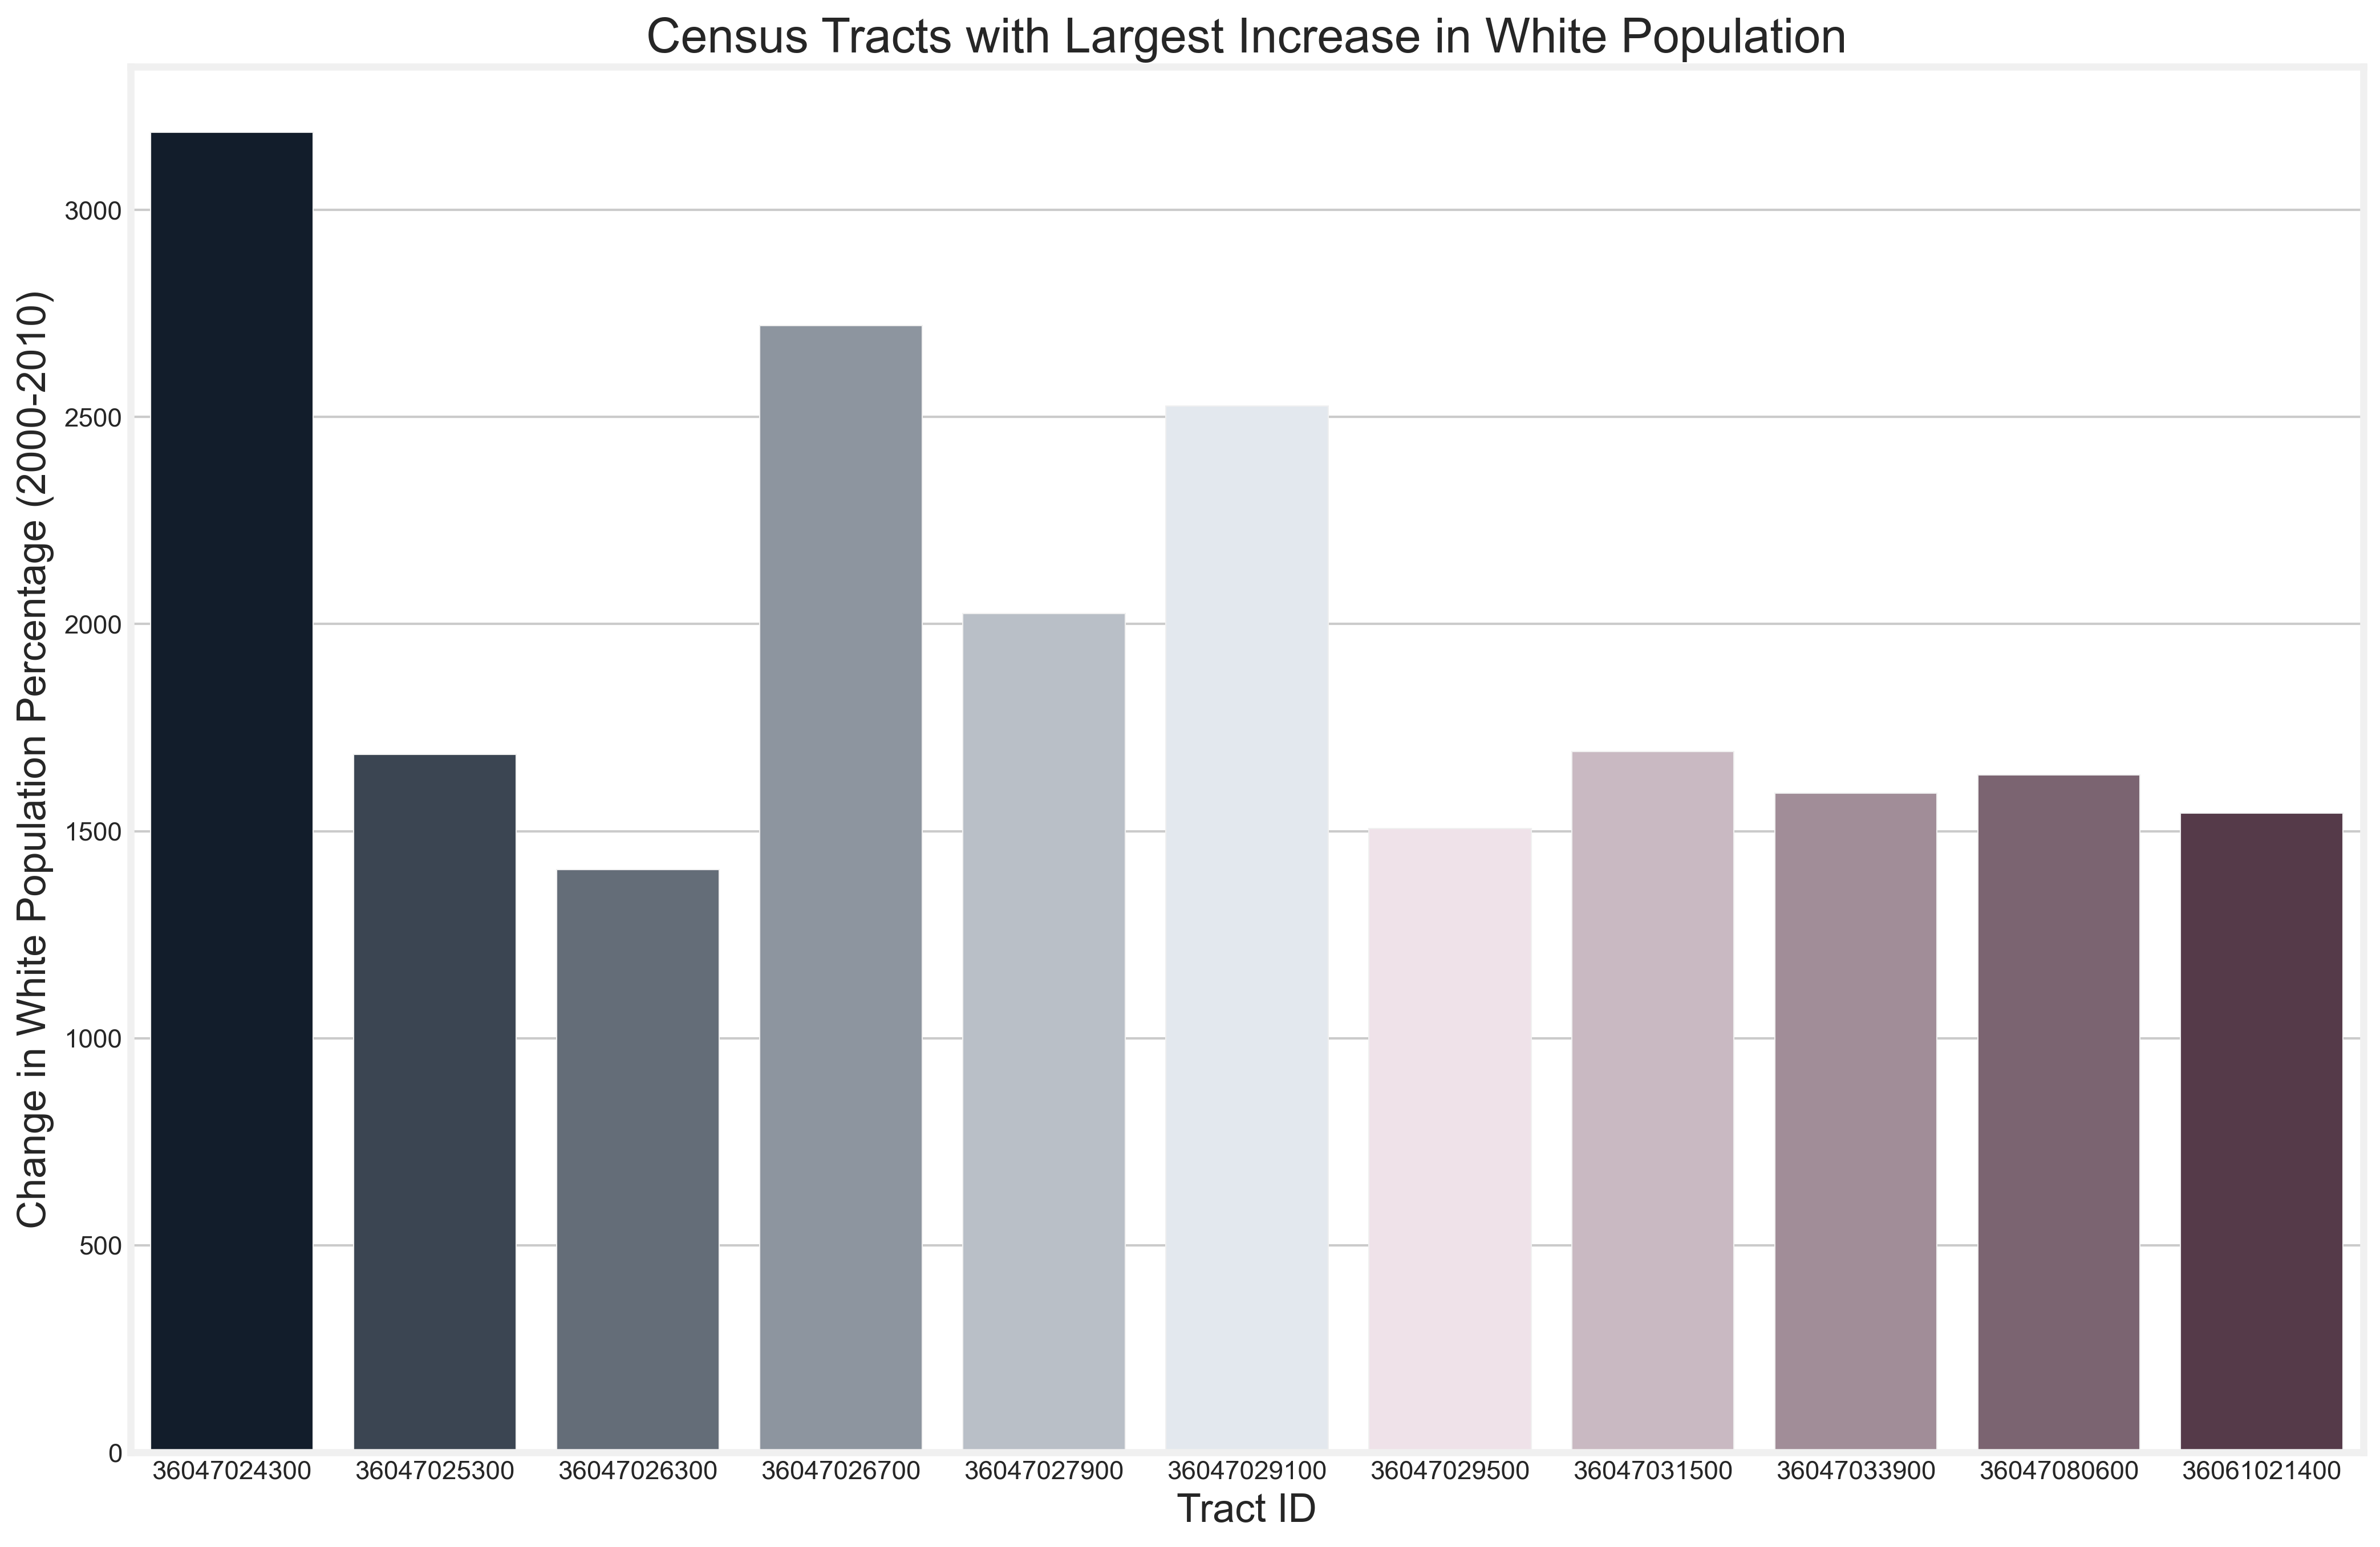 Census Tracts with Largest Increase in White Population
Change in White Population Percentage (2000-2010)
3000
2500
2000
1500
1000
500
0
36047024300 36047025300 36047026300 36047026700 36047027900 36047029100 36047029500 36047031500 36047033900 36047080600 36061021400
Tract ID